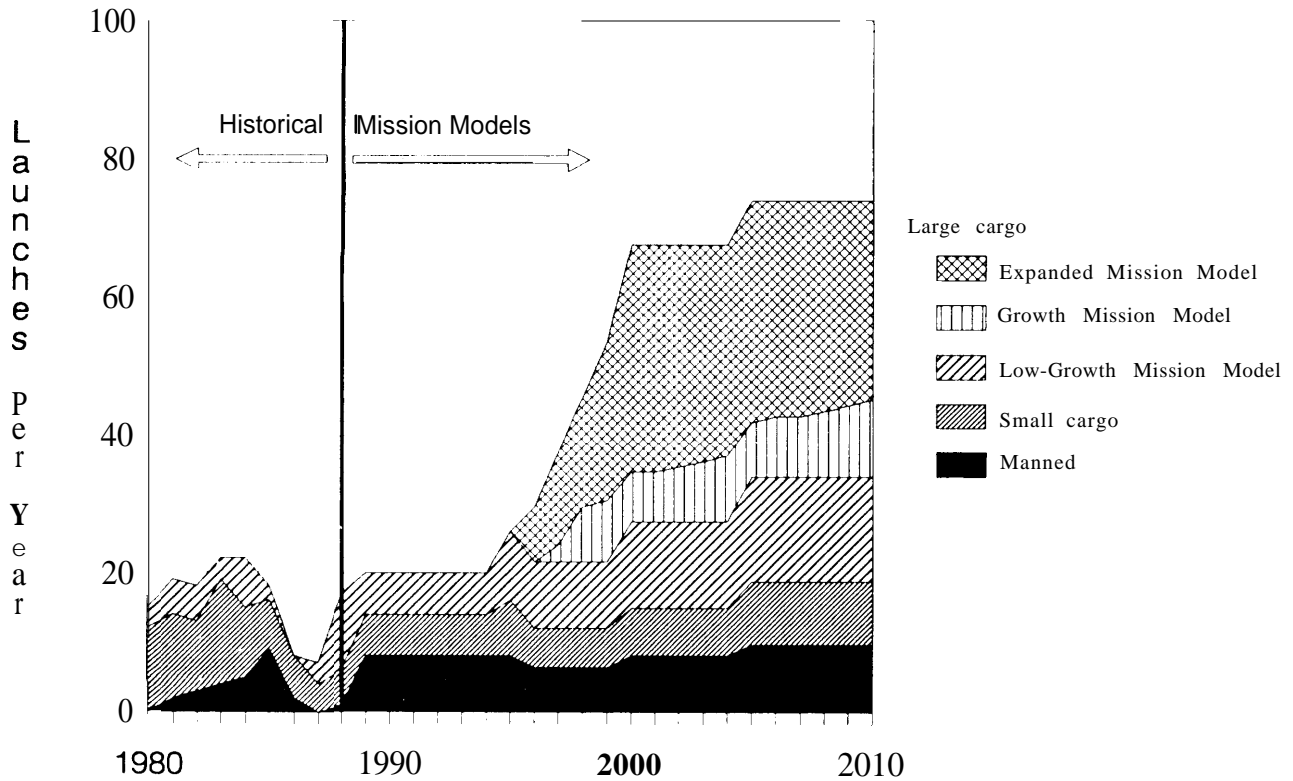 100
80
60
40
20
0
Launches Per Year
Historical
Mission Models
1980
1990
2000
2010
Large cargo
Expanded Mission Model
Growth Mission Model
Low-Growth Mission Model
Small cargo
Manned